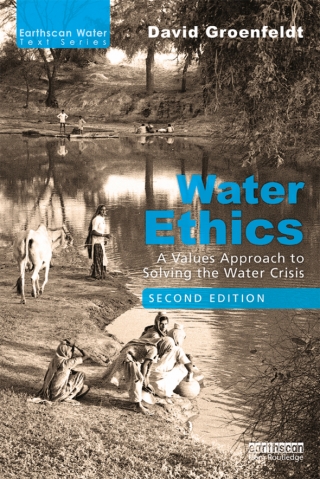 Earthscan Water
Text Series
David Groenfeldt
Water
Ethics
A Values Approach to
Solving the Water Crisis
SECOND EDITION
earthscan
from Routledge